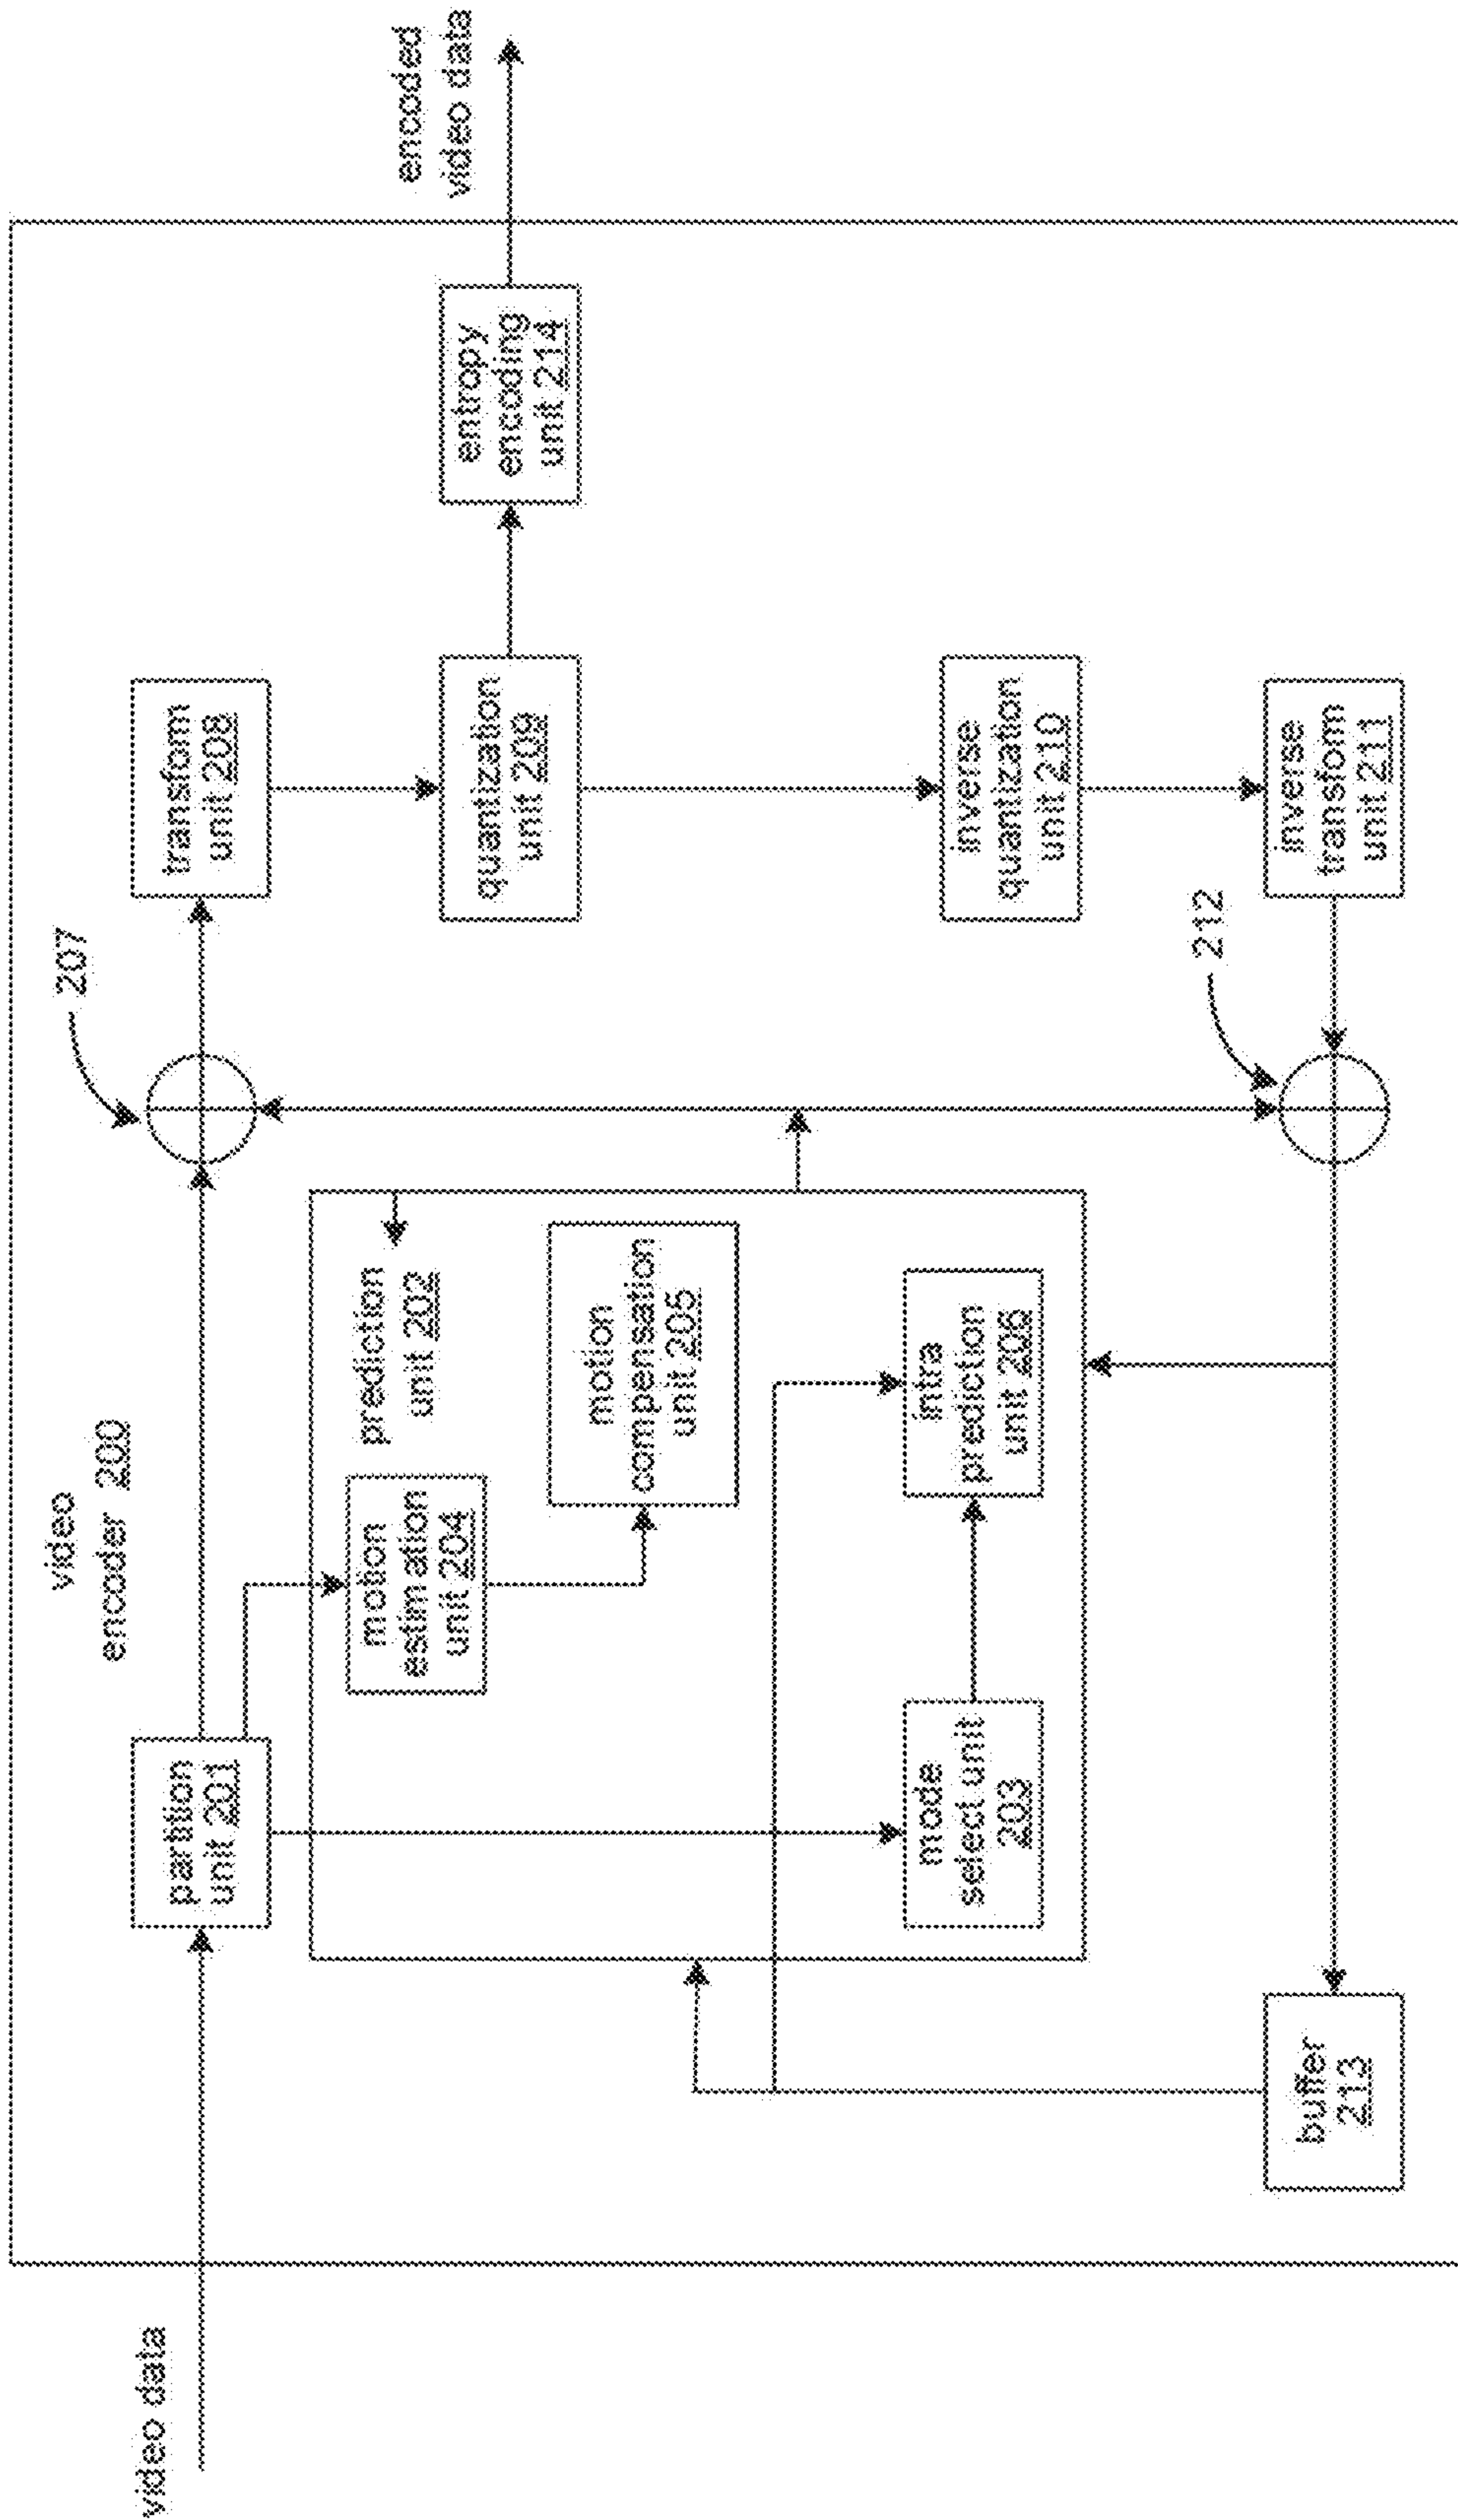 video data
video
encoder 200
partition
unit 201
207
transform
unit 208
encoded
video data
prediction
unit 202
motion
estimation
unit 204
motion
compensation
unit 205
quantization
unit 209
entropy
encoding
unit 214
mode
select unit
203
intra
prediction
unit 206
inverse
quantization
unit 210
212
buffer
213
inverse
transform
unit 211